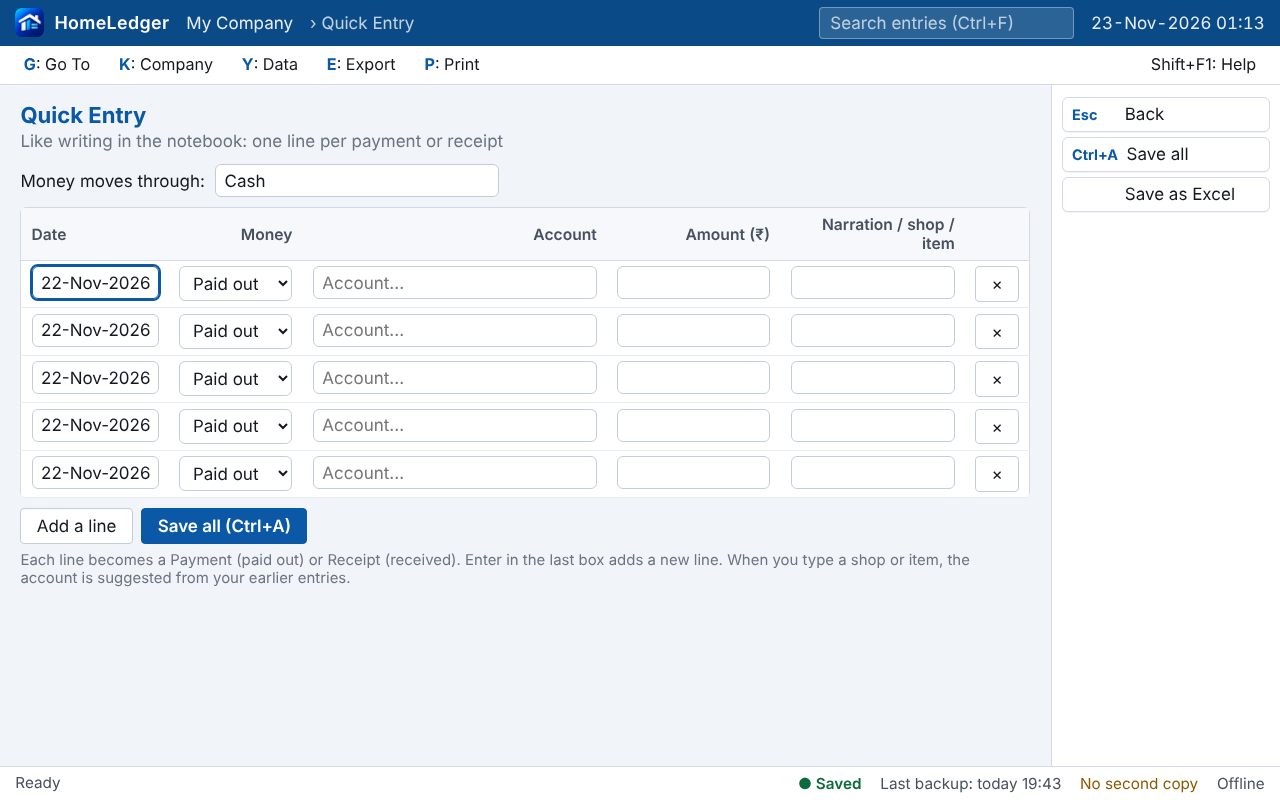 HomeLedger My Company › Quick Entry Search entries (Ctrl+F) 23-Nov-2026 01:13
G: Go To K: Company Y: Data E: Export P: Print Shift+F1: Help
Quick Entry
Like writing in the notebook: one line per payment or receipt
Money moves through: Cash
Date Money Account Amount (₹) Narration / shop / item
22-Nov-2026 Paid out Account... ×
22-Nov-2026 Paid out Account... ×
22-Nov-2026 Paid out Account... ×
22-Nov-2026 Paid out Account... ×
22-Nov-2026 Paid out Account... ×
Add a line Save all (Ctrl+A)
Each line becomes a Payment (paid out) or Receipt (received). Enter in the last box adds a new line. When you type a shop or item, the
account is suggested from your earlier entries.
Esc Back
Ctrl+A Save all
Save as Excel
Ready Saved Last backup: today 19:43 No second copy Offline